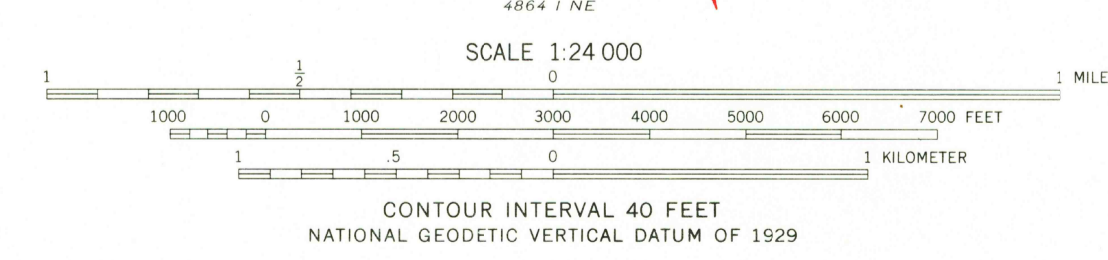 4864 I NE
SCALE 1:24 000
1 1/2 0 1 MILE
1000 0 1000 2000 3000 4000 5000 6000 7000 FEET
1 .5 0 1 KILOMETER
CONTOUR INTERVAL 40 FEET
NATIONAL GEODETIC VERTICAL DATUM OF 1929